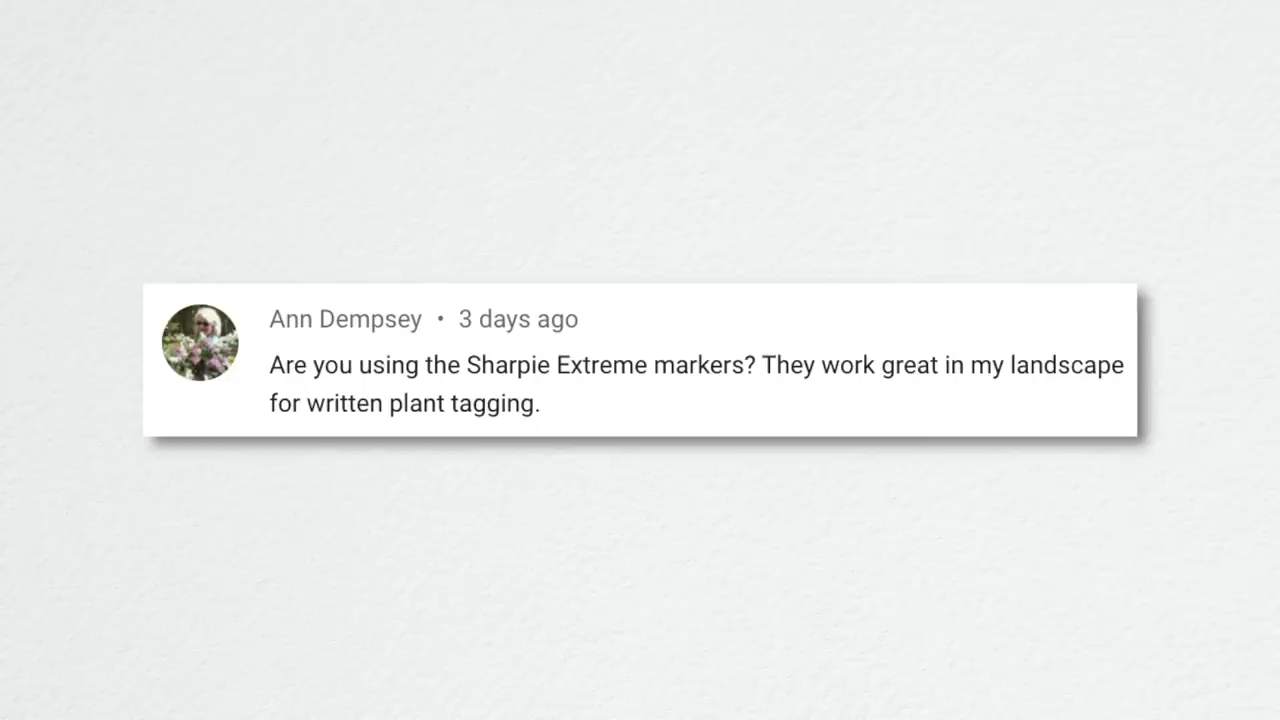 Ann Dempsey • 3 days ago
Are you using the Sharpie Extreme markers? They work great in my landscape
for written plant tagging.